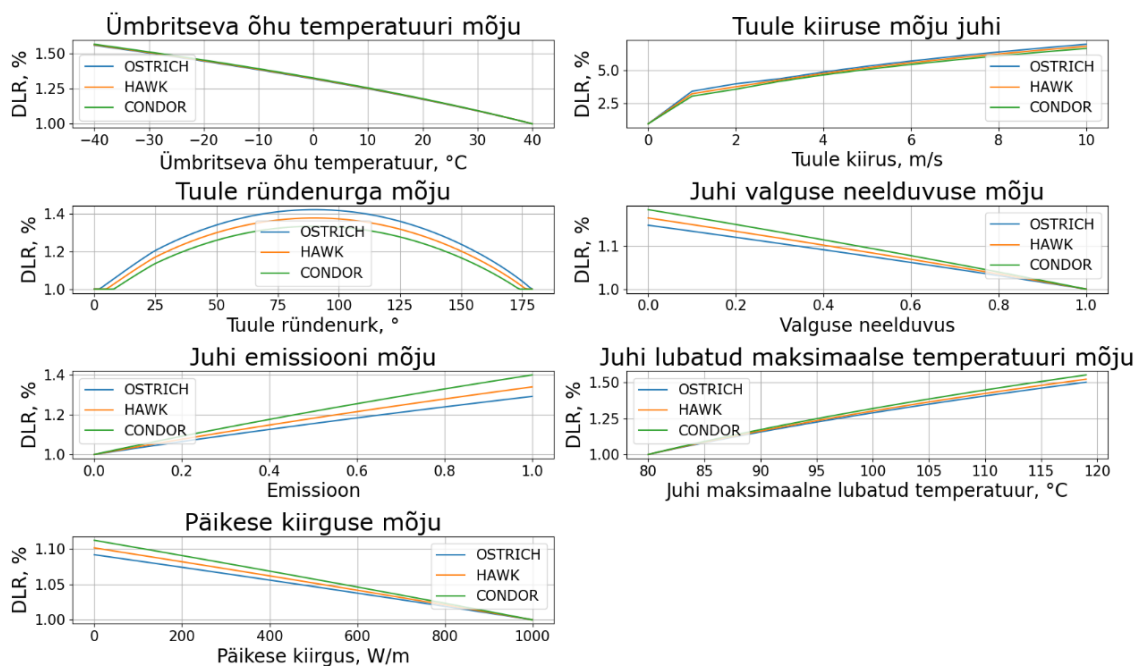 Ümbritseva õhu temperatuuri mõju
DLR, %
1.50
1.25
1.00
OSTRICH
HAWK
CONDOR
−40
−30
−20
−10
0
10
20
30
40
Ümbritseva õhu temperatuur, °C
Tuule kiiruse mõju juhi
DLR, %
5.0
2.5
OSTRICH
HAWK
CONDOR
0
2
4
6
8
10
Tuule kiirus, m/s
Tuule ründenurga mõju
DLR, %
1.4
1.2
1.0
OSTRICH
HAWK
CONDOR
0
25
50
75
100
125
150
175
Tuule ründenurk, °
Juhi valguse neelduvuse mõju
DLR, %
1.1
1.0
OSTRICH
HAWK
CONDOR
0.0
0.2
0.4
0.6
0.8
1.0
Valguse neelduvus
Juhi emissiooni mõju
DLR, %
1.4
1.2
1.0
OSTRICH
HAWK
CONDOR
0.0
0.2
0.4
0.6
0.8
1.0
Emissioon
Juhi lubatud maksimaalse temperatuuri mõju
DLR, %
1.50
1.25
1.00
OSTRICH
HAWK
CONDOR
80
85
90
95
100
105
110
115
120
Juhi maksimaalne lubatud temperatuur, °C
Päikese kiirguse mõju
DLR, %
1.10
1.05
1.00
OSTRICH
HAWK
CONDOR
0
200
400
600
800
1000
Päikese kiirgus, W/m